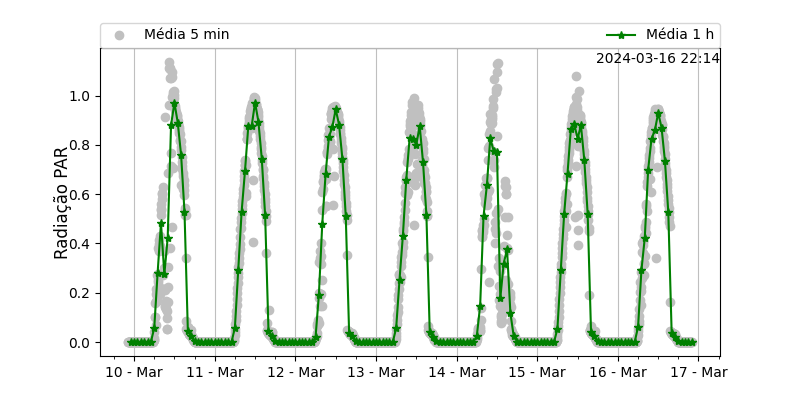 Média 5 min
Média 1 h
2024-03-16 22:14
Radiação PAR
1.0
0.8
0.6
0.4
0.2
0.0
10 - Mar
11 - Mar
12 - Mar
13 - Mar
14 - Mar
15 - Mar
16 - Mar
17 - Mar